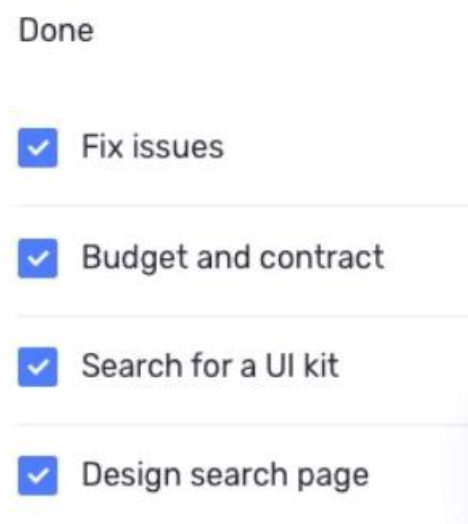 Done
Fix issues
Budget and contract
Search for a UI kit
Design search page